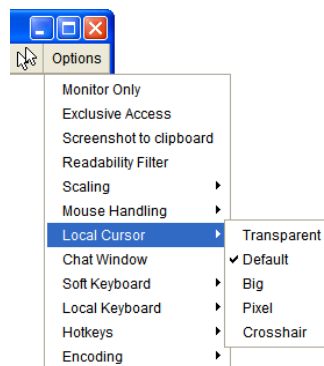 Options
Monitor Only
Exclusive Access
Screenshot to clipboard
Readability Filter
Scaling
Mouse Handling
Local Cursor
Chat Window
Soft Keyboard
Local Keyboard
Hotkeys
Encoding
Transparent
Default
Big
Pixel
Crosshair